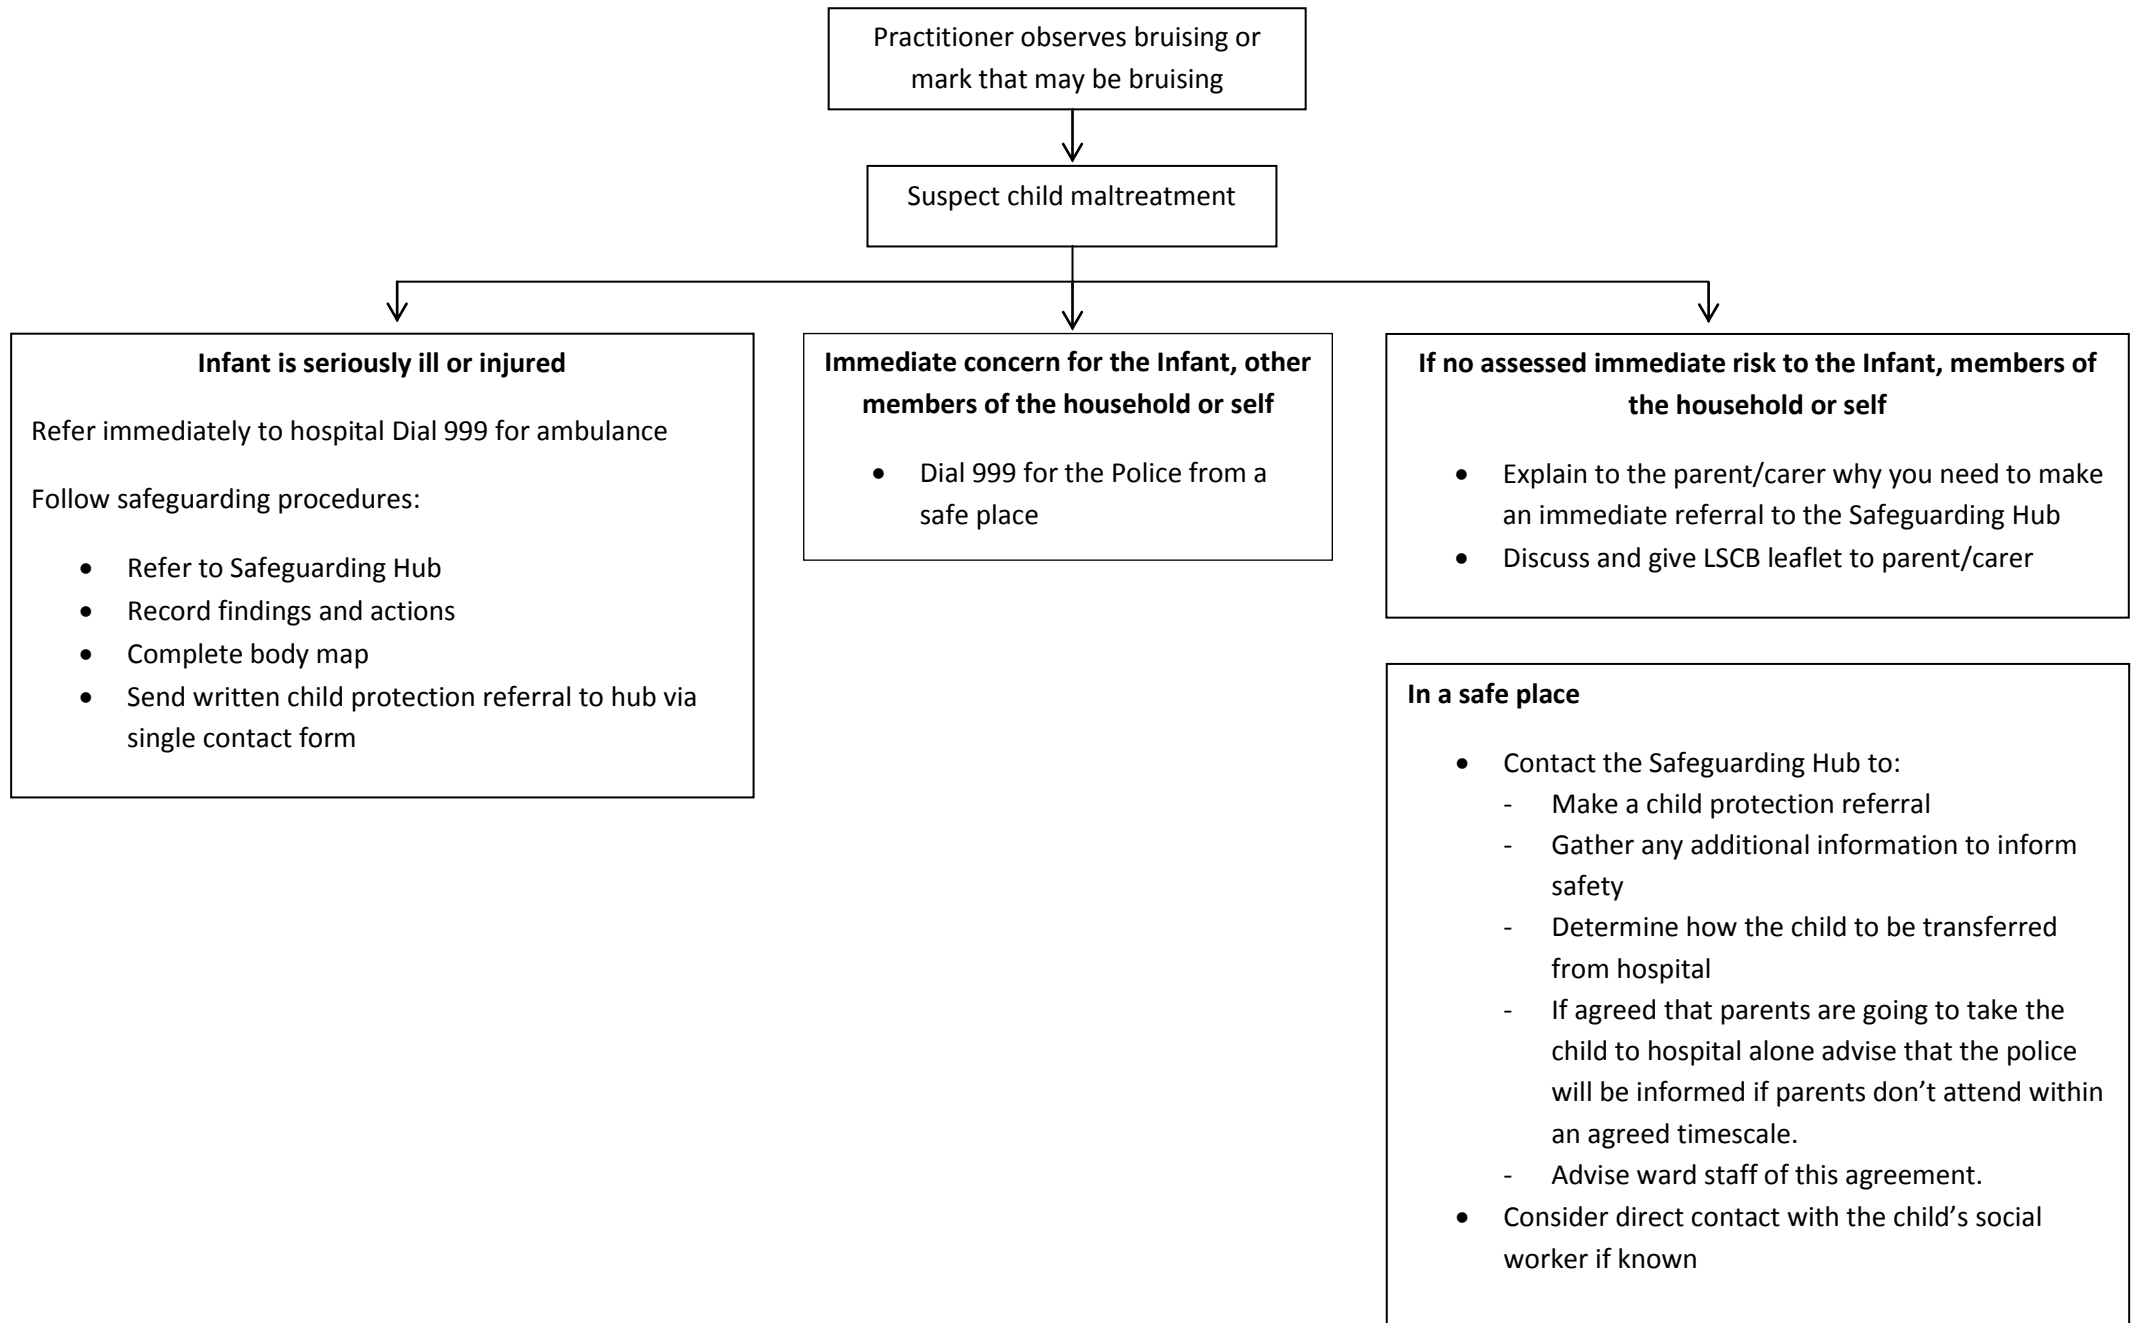 Practitioner observes bruising or
mark that may be bruising
Suspect child maltreatment
Infant is seriously ill or injured
Refer immediately to hospital Dial 999 for ambulance
Follow safeguarding procedures:
• Refer to Safeguarding Hub
• Record findings and actions
• Complete body map
• Send written child protection referral to hub via
single contact form
Immediate concern for the Infant, other
members of the household or self
• Dial 999 for the Police from a
safe place
If no assessed immediate risk to the Infant, members of
the household or self
• Explain to the parent/carer why you need to make
an immediate referral to the Safeguarding Hub
• Discuss and give LSCB leaflet to parent/carer
In a safe place
• Contact the Safeguarding Hub to:
- Make a child protection referral
- Gather any additional information to inform
safety
- Determine how the child to be transferred
from hospital
- If agreed that parents are going to take the
child to hospital alone advise that the police
will be informed if parents don’t attend within
an agreed timescale.
- Advise ward staff of this agreement.
• Consider direct contact with the child’s social
worker if known